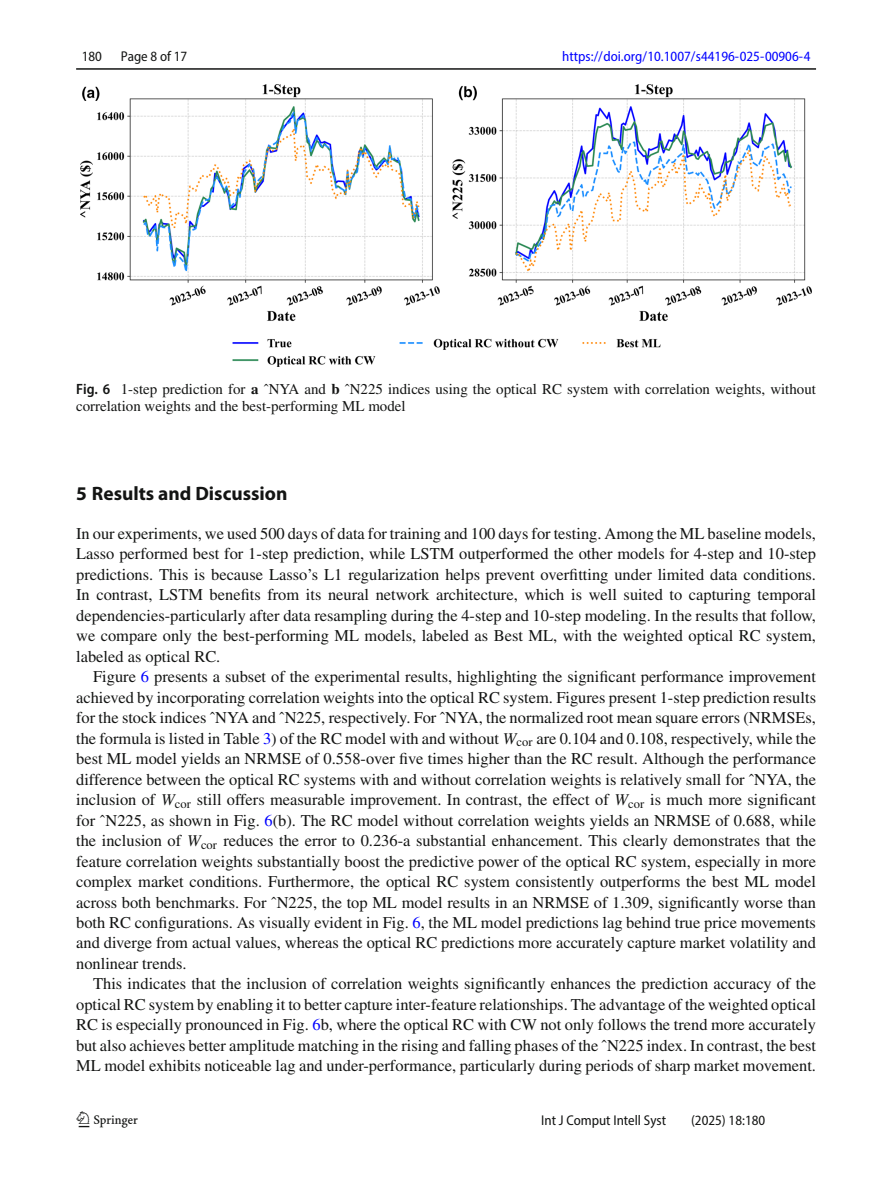 180 Page 8 of 17
https://doi.org/10.1007/s44196-025-00906-4
(a)
1-Step
16400
16000
15600
15200
14800
^NYA ($)
2023-06
2023-07
2023-08
2023-09
2023-10
Date
(b)
1-Step
33000
31500
30000
28500
^N225 ($)
2023-05
2023-06
2023-07
2023-08
2023-09
2023-10
Date
True
Optical RC with CW
Optical RC without CW
Best ML
Fig. 6 1-step prediction for a ˆNYA and b ˆN225 indices using the optical RC system with correlation weights, without
correlation weights and the best-performing ML model
5 Results and Discussion
In our experiments, we used 500 days of data for training and 100 days for testing. Among the ML baseline models,
Lasso performed best for 1-step prediction, while LSTM outperformed the other models for 4-step and 10-step
predictions. This is because Lasso's L1 regularization helps prevent overfitting under limited data conditions.
In contrast, LSTM benefits from its neural network architecture, which is well suited to capturing temporal
dependencies-particularly after data resampling during the 4-step and 10-step modeling. In the results that follow,
we compare only the best-performing ML models, labeled as Best ML, with the weighted optical RC system,
labeled as optical RC.
Figure 6 presents a subset of the experimental results, highlighting the significant performance improvement
achieved by incorporating correlation weights into the optical RC system. Figures present 1-step prediction results
for the stock indices ˆNYA and ˆN225, respectively. For ˆNYA, the normalized root mean square errors (NRMSEs,
the formula is listed in Table 3) of the RC model with and without Wcor are 0.104 and 0.108, respectively, while the
best ML model yields an NRMSE of 0.558-over five times higher than the RC result. Although the performance
difference between the optical RC systems with and without correlation weights is relatively small for ˆNYA, the
inclusion of Wcor still offers measurable improvement. In contrast, the effect of Wcor is much more significant
for ˆN225, as shown in Fig. 6(b). The RC model without correlation weights yields an NRMSE of 0.688, while
the inclusion of Wcor reduces the error to 0.236-a substantial enhancement. This clearly demonstrates that the
feature correlation weights substantially boost the predictive power of the optical RC system, especially in more
complex market conditions. Furthermore, the optical RC system consistently outperforms the best ML model
across both benchmarks. For ˆN225, the top ML model results in an NRMSE of 1.309, significantly worse than
both RC configurations. As visually evident in Fig. 6, the ML model predictions lag behind true price movements
and diverge from actual values, whereas the optical RC predictions more accurately capture market volatility and
nonlinear trends.
This indicates that the inclusion of correlation weights significantly enhances the prediction accuracy of the
optical RC system by enabling it to better capture inter-feature relationships. The advantage of the weighted optical
RC is especially pronounced in Fig. 6b, where the optical RC with CW not only follows the trend more accurately
but also achieves better amplitude matching in the rising and falling phases of the ˆN225 index. In contrast, the best
ML model exhibits noticeable lag and under-performance, particularly during periods of sharp market movement.
Springer
Int J Comput Intell Syst (2025) 18:180